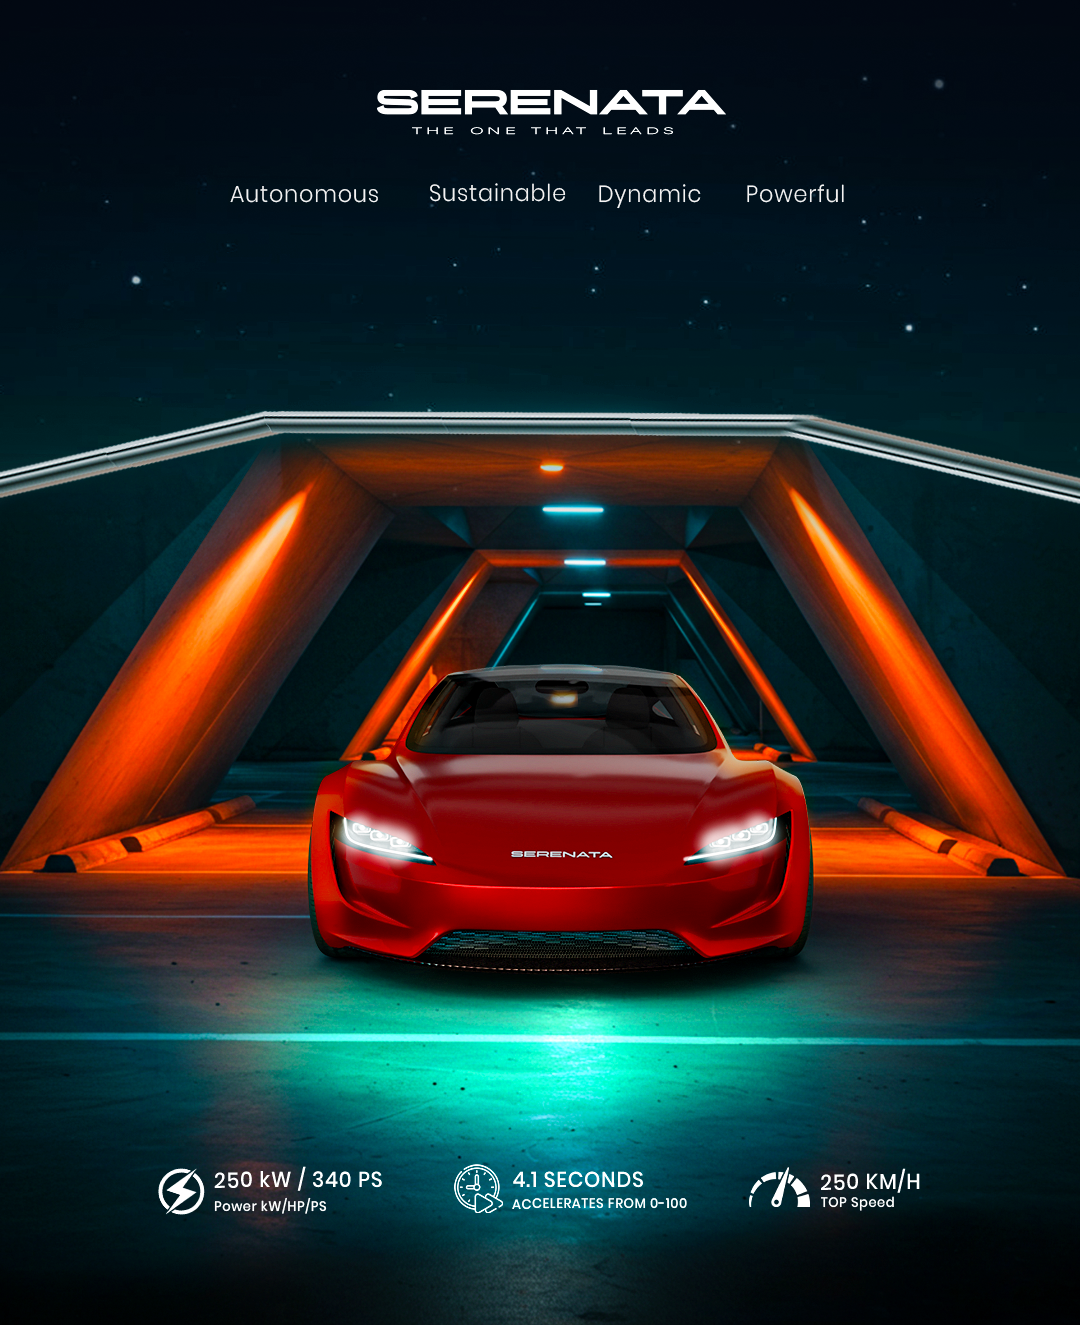 SERENATA
THE ONE THAT LEADS
Autonomous Sustainable Dynamic Powerful
SERENATA
250 kW / 340 PS
Power kW/HP/PS
4.1 SECONDS
ACCELERATES FROM 0-100
250 KM/H
TOP Speed